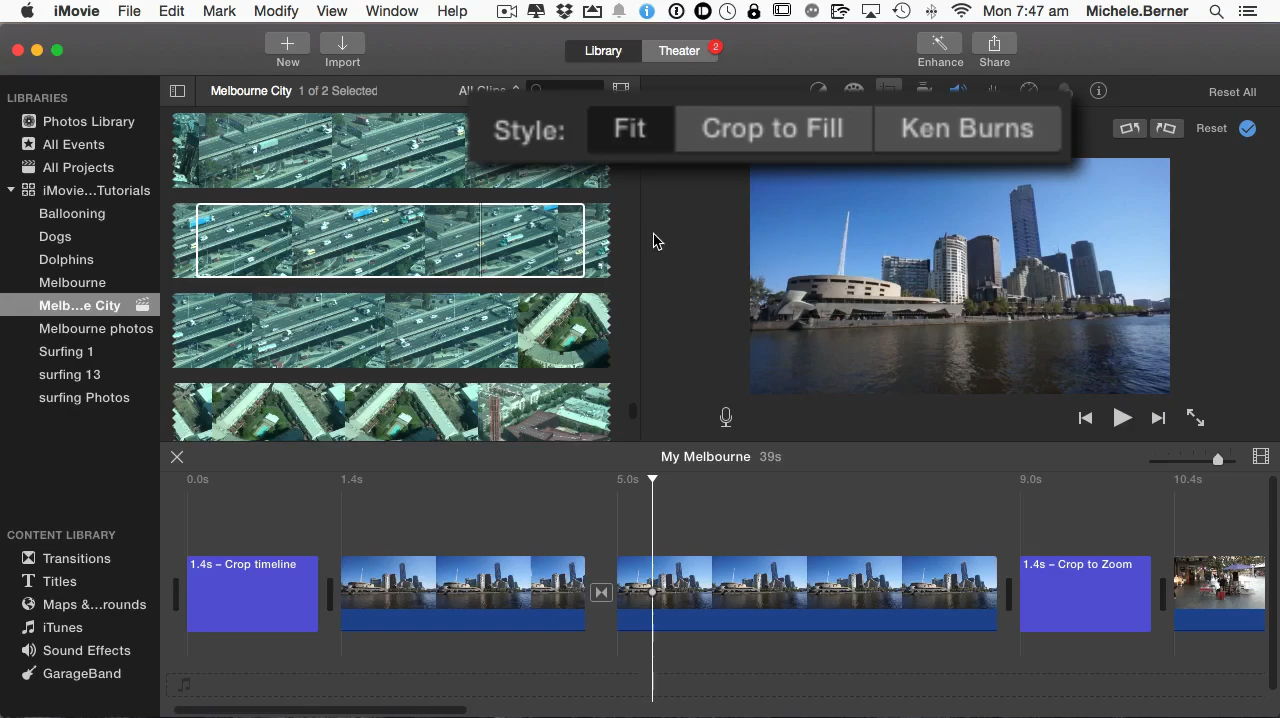 iMovie File Edit Mark Modify View Window Help Mon 7:47 am Michele.Berner
New Import Library Theater 2 Enhance Share
LIBRARIES
Photos Library
All Events
All Projects
iMovie...Tutorials
Ballooning
Dogs
Dolphins
Melbourne
Melb...e City
Melbourne photos
Surfing 1
surfing 13
surfing Photos
CONTENT LIBRARY
Transitions
Titles
Maps &...rounds
iTunes
Sound Effects
GarageBand
Melbourne City 1 of 2 Selected All Clips
Reset All
Style: Fit Crop to Fill Ken Burns
Reset
My Melbourne 39s
0.0s 1.4s 5.0s 9.0s 10.4s
1.4s – Crop timeline 1.4s – Crop to Zoom